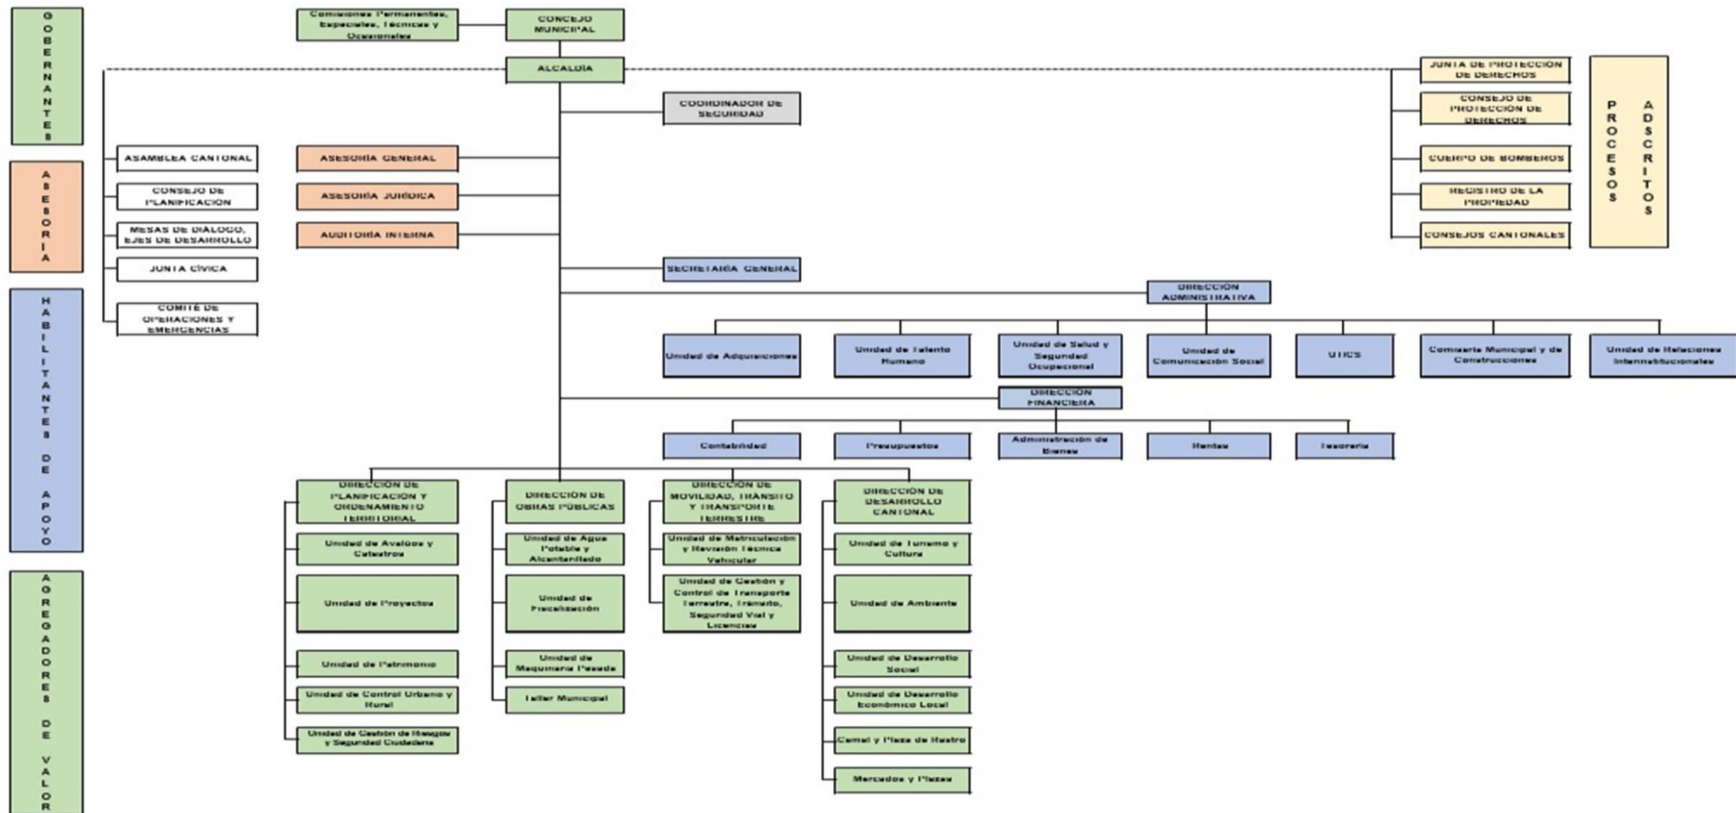 GOBERNANTES
Comisiones Permanentes,
Especiales, Técnicas y
Ocasionales
CONCEJO
MUNICIPAL
ALCALDÍA
COORDINADOR DE
SEGURIDAD
JUNTA DE PROTECCIÓN
DE DERECHOS
CONSEJO DE
PROTECCIÓN DE
DERECHOS
CUERPO DE BOMBEROS
REGISTRO DE LA
PROPIEDAD
CONSEJOS CANTONALES
PROCESOS
ADSCRITOS
ASESORIA
ASAMBLEA CANTONAL
CONSEJO DE
PLANIFICACIÓN
MESAS DE DIÁLOGO,
EJES DE DESARROLLO
JUNTA CÍVICA
COMITÉ DE
OPERACIONES Y
EMERGENCIAS
ASESORÍA GENERAL
ASESORÍA JURÍDICA
AUDITORÍA INTERNA
HABILITANTES DE APOYO
SECRETARÍA GENERAL
DIRECCIÓN
ADMINISTRATIVA
Unidad de Adquisiciones
Unidad de Talento
Humano
Unidad de Salud y
Seguridad
Ocupacional
Unidad de
Comunicación Social
UTICS
Comisaría Municipal y de
Construcciones
Unidad de Relaciones
Interinstitucionales
DIRECCIÓN
FINANCIERA
Contabilidad
Presupuestos
Administración de
Bienes
Rentas
Tesorería
AGREGADORES DE VALOR
DIRECCIÓN DE
PLANIFICACIÓN Y
ORDENAMIENTO
TERRITORIAL
Unidad de Avalúos y
Catastros
Unidad de Proyectos
Unidad de Patrimonio
Unidad de Control Urbano y
Rural
Unidad de Gestión de Riesgos
y Seguridad Ciudadana
DIRECCIÓN DE
OBRAS PÚBLICAS
Unidad de Agua
Potable y
Alcantarillado
Unidad de
Fiscalización
Unidad de
Maquinaria Pesada
Taller Municipal
DIRECCIÓN DE
MOVILIDAD, TRÁNSITO
Y TRANSPORTE
TERRESTRE
Unidad de Matriculación
y Revisión Técnica
Vehicular
Unidad de Gestión y
Control de Transporte
Terrestre, Tránsito,
Seguridad Vial y
Licencias
DIRECCIÓN DE
DESARROLLO
CANTONAL
Unidad de Turismo y
Cultura
Unidad de Ambiente
Unidad de Desarrollo
Social
Unidad de Desarrollo
Económico Local
Camal y Plaza de Rastro
Mercados y Plazas